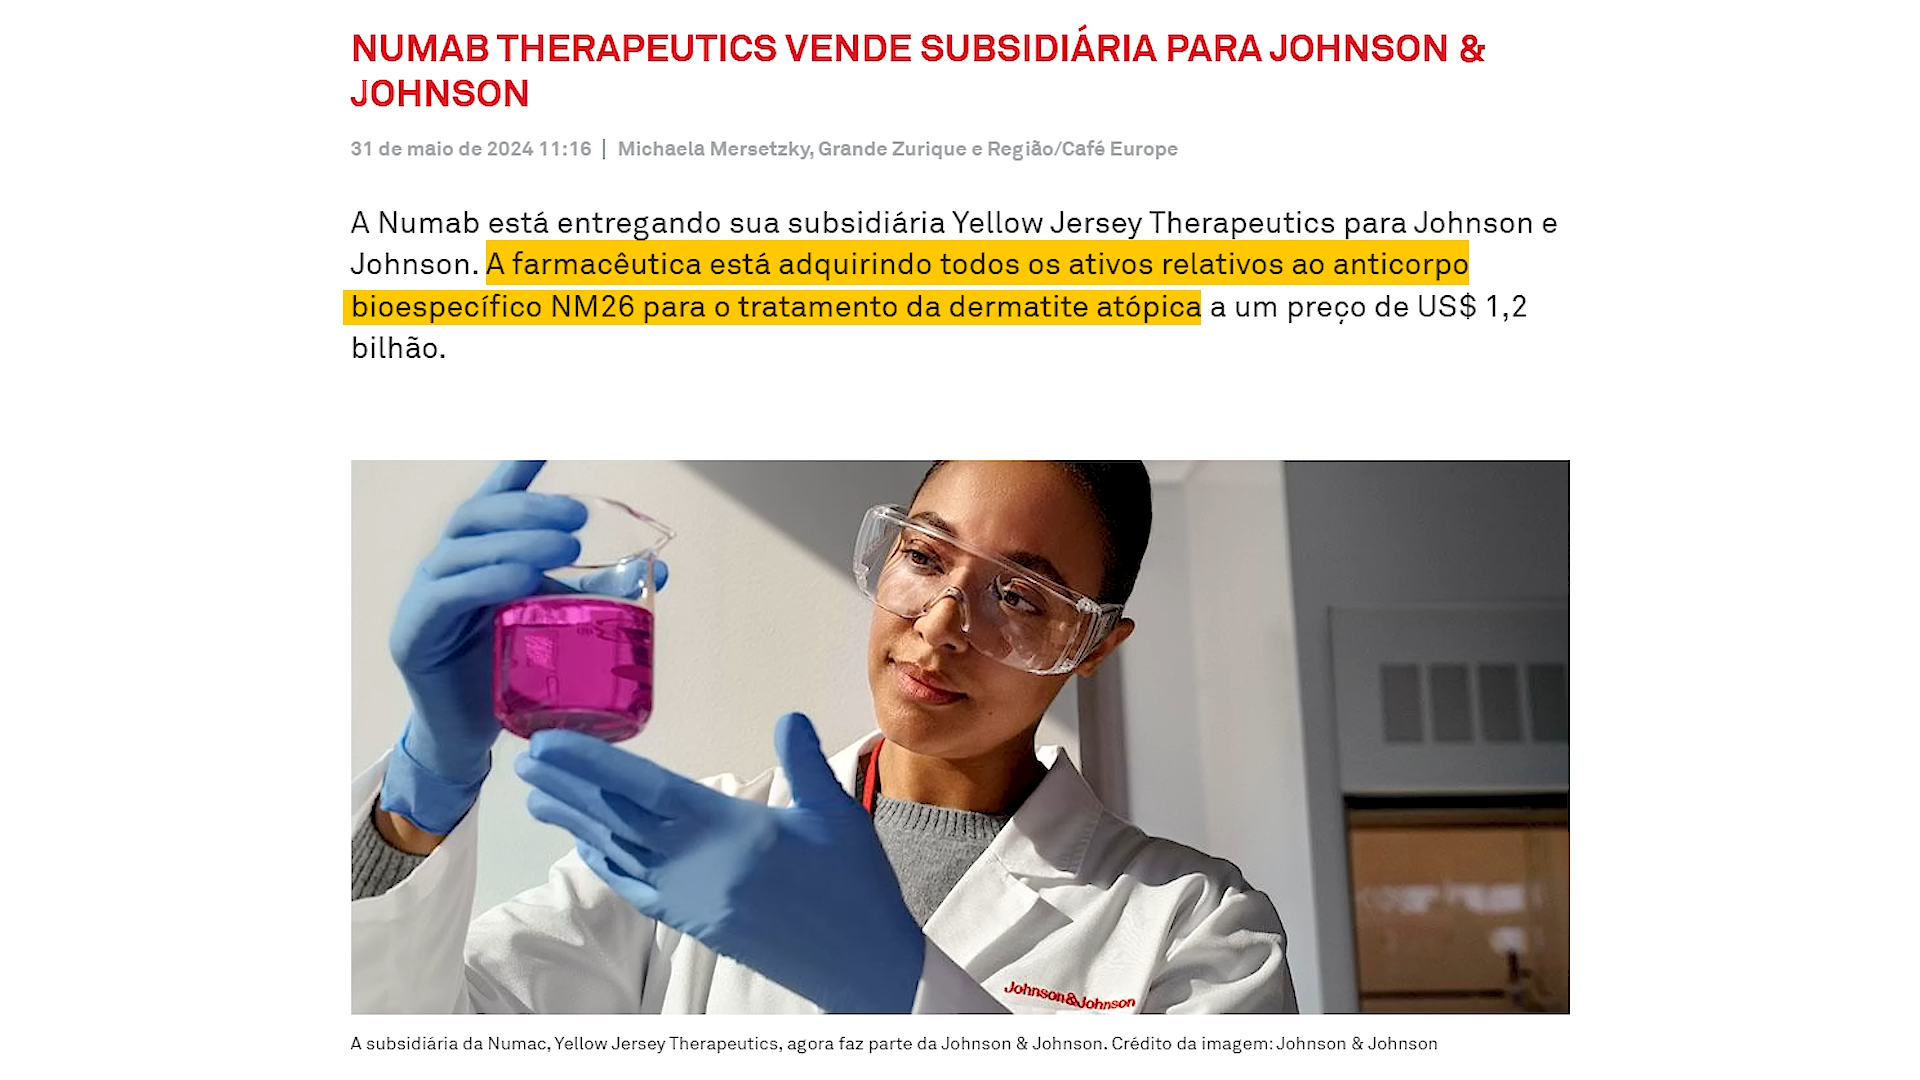 NUMAB THERAPEUTICS VENDE SUBSIDIÁRIA PARA JOHNSON &
JOHNSON
31 de maio de 2024 11:16 | Michaela Mersetzky, Grande Zurique e Região/Café Europe
A Numab está entregando sua subsidiária Yellow Jersey Therapeutics para Johnson e
Johnson. A farmacêutica está adquirindo todos os ativos relativos ao anticorpo
bioespecífico NM26 para o tratamento da dermatite atópica a um preço de US$ 1,2
bilhão.
Johnson&Johnson
A subsidiária da Numac, Yellow Jersey Therapeutics, agora faz parte da Johnson & Johnson. Crédito da imagem: Johnson & Johnson